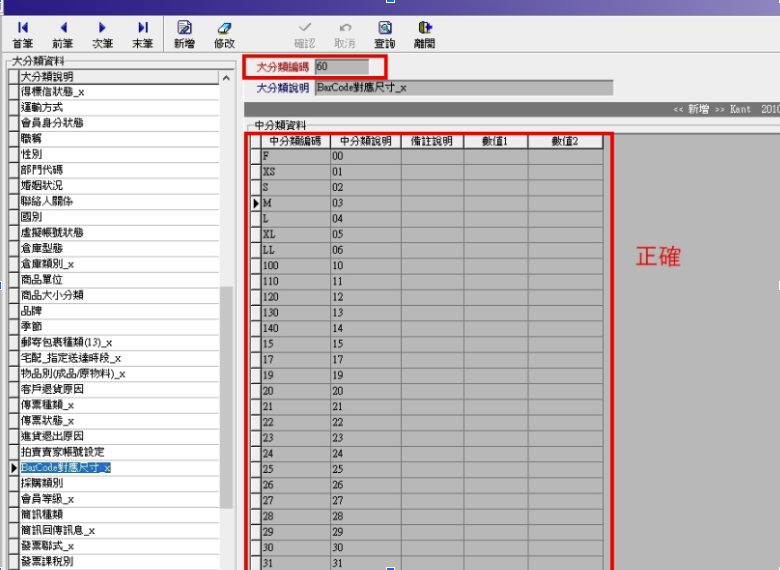 首筆 前筆 次筆 末筆 新增 修改 確認 取消 查詢 離開
大分類資料
大分類說明
得標信狀態_x
運輸方式
會員身分狀態
職稱
性別
部門代碼
婚姻狀況
聯絡人關係
國別
虛擬帳號狀態
倉庫型態
倉庫類別_x
商品單位
商品大小分類
品牌
季節
郵寄包裹種類(13)_x
宅配_指定送達時段_x
物品別(成品/原物料)_x
客戶退貨原因
傳票種類_x
傳票狀態_x
進貨退出原因
拍賣賣家帳號設定
BarCode對應尺寸_x
採購類別
會員等級_x
簡訊種類
簡訊回傳訊息_x
發票聯式_x
發票課稅別
大分類編碼 60
大分類說明 BarCode對應尺寸_x
<< 新增 >> Kent 2010
中分類資料
中分類編碼 中分類說明 備註說明 數值1 數值2
F 00
XS 01
S 02
M 03
L 04
XL 05
LL 06
100 10
110 11
120 12
130 13
140 14
15 15
17 17
19 19
20 20
21 21
22 22
23 23
24 24
25 25
26 26
27 27
28 28
29 29
30 30
31 31
正確